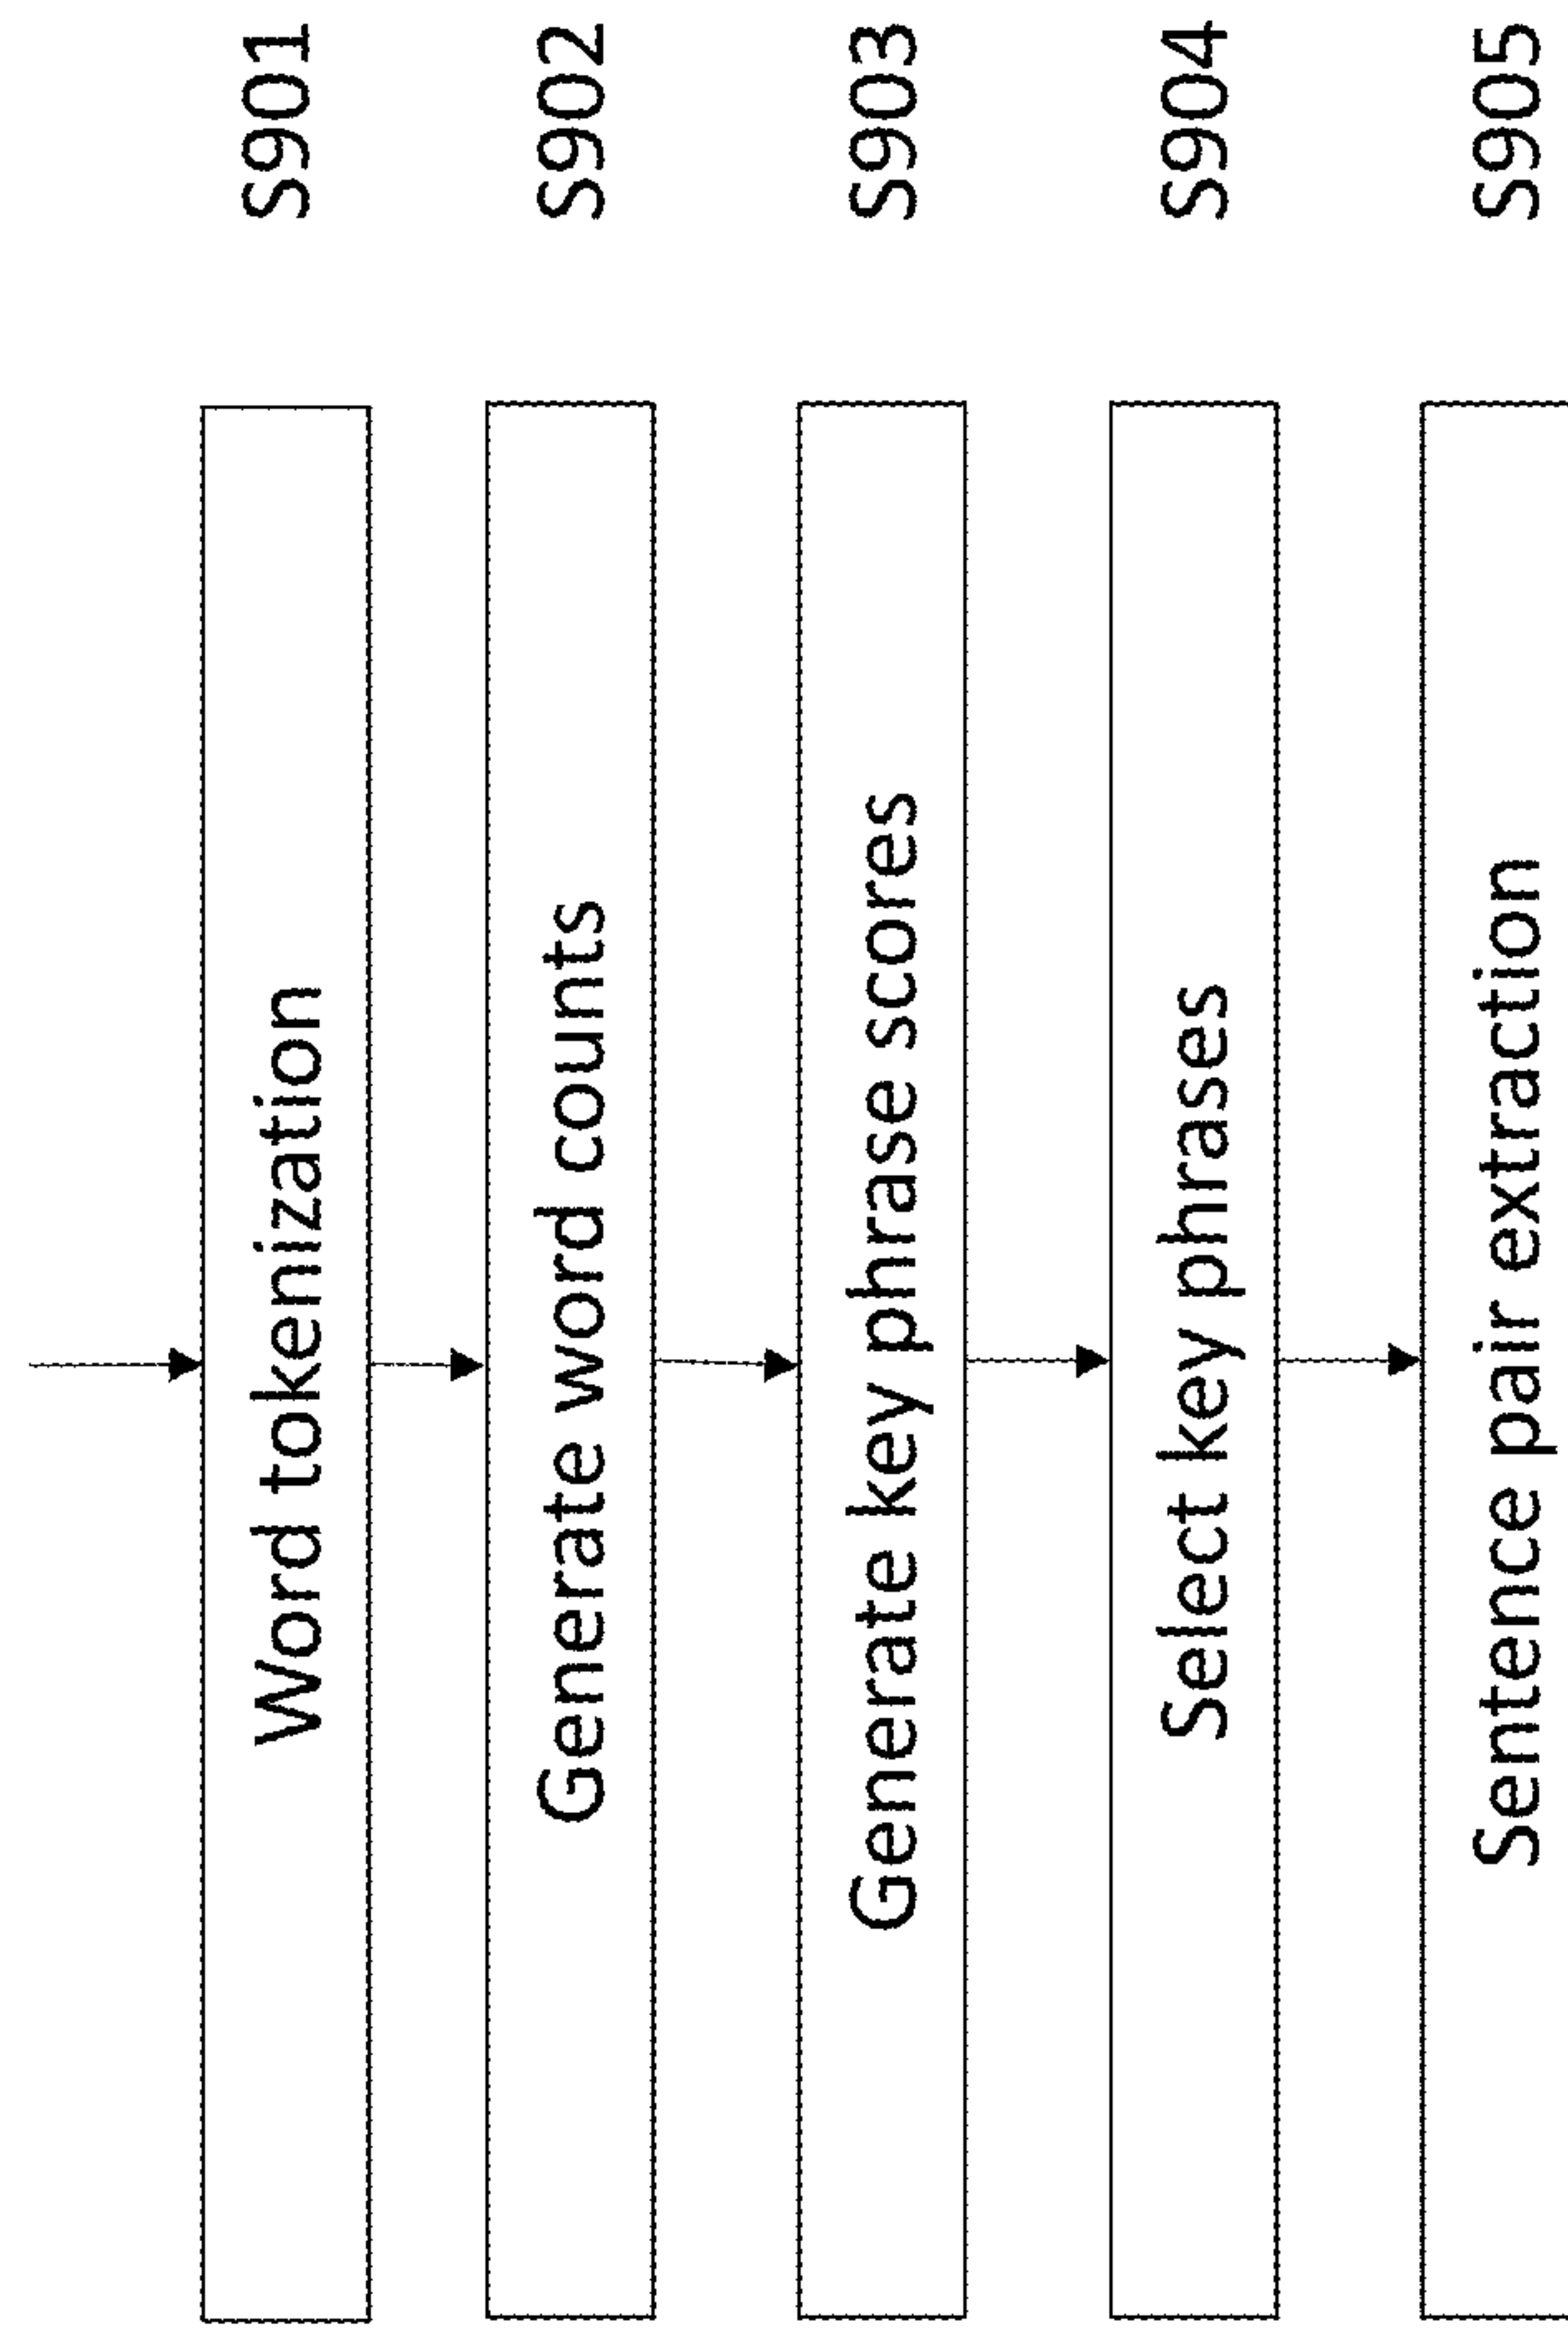 Word tokenization S901
Generate word counts S902
Generate key phrase scores S903
Select key phrases S904
Sentence pair extraction S905